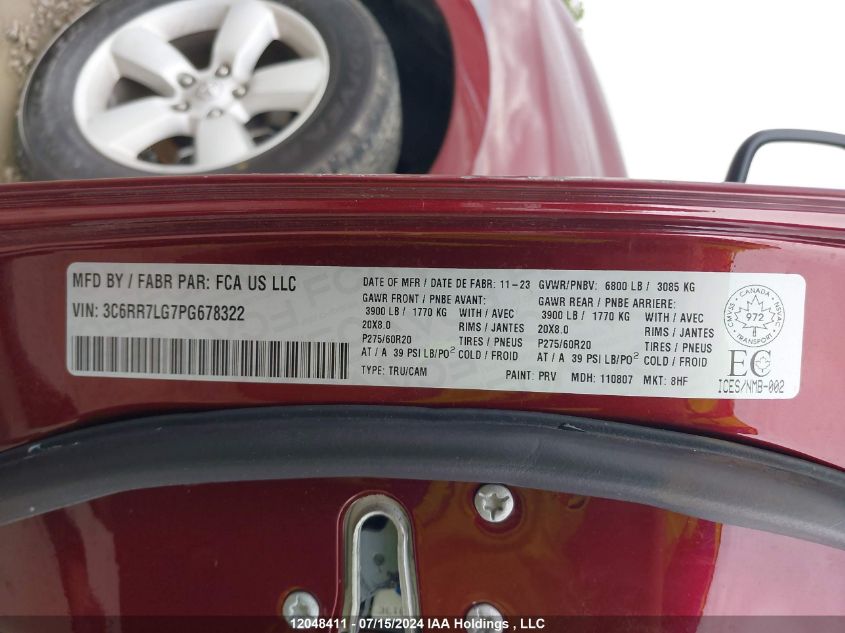 MFD BY / FABR PAR: FCA US LLC
VIN: 3C6RR7LG7PG678322
DATE OF MFR / DATE DE FABR: 11-23
GVWR/PNBV: 6800 LB / 3085 KG
GAWR FRONT / PNBE AVANT:
3900 LB / 1770 KG WITH / AVEC
20X8.0 RIMS / JANTES
P275/60R20 TIRES / PNEUS
AT / A 39 PSI LB/PO² COLD / FROID
GAWR REAR / PNBE ARRIERE:
3900 LB / 1770 KG WITH / AVEC
20X8.0 RIMS / JANTES
P275/60R20 TIRES / PNEUS
AT / A 39 PSI LB/PO² COLD / FROID
TYPE: TRU/CAM
PAINT: PRV MDH: 110807 MKT: 8HF
CANADA
CMVSS NSVAC
972
TRANSPORT
EC
ICES/NMB-002
12048411 - 07/15/2024 IAA Holdings , LLC